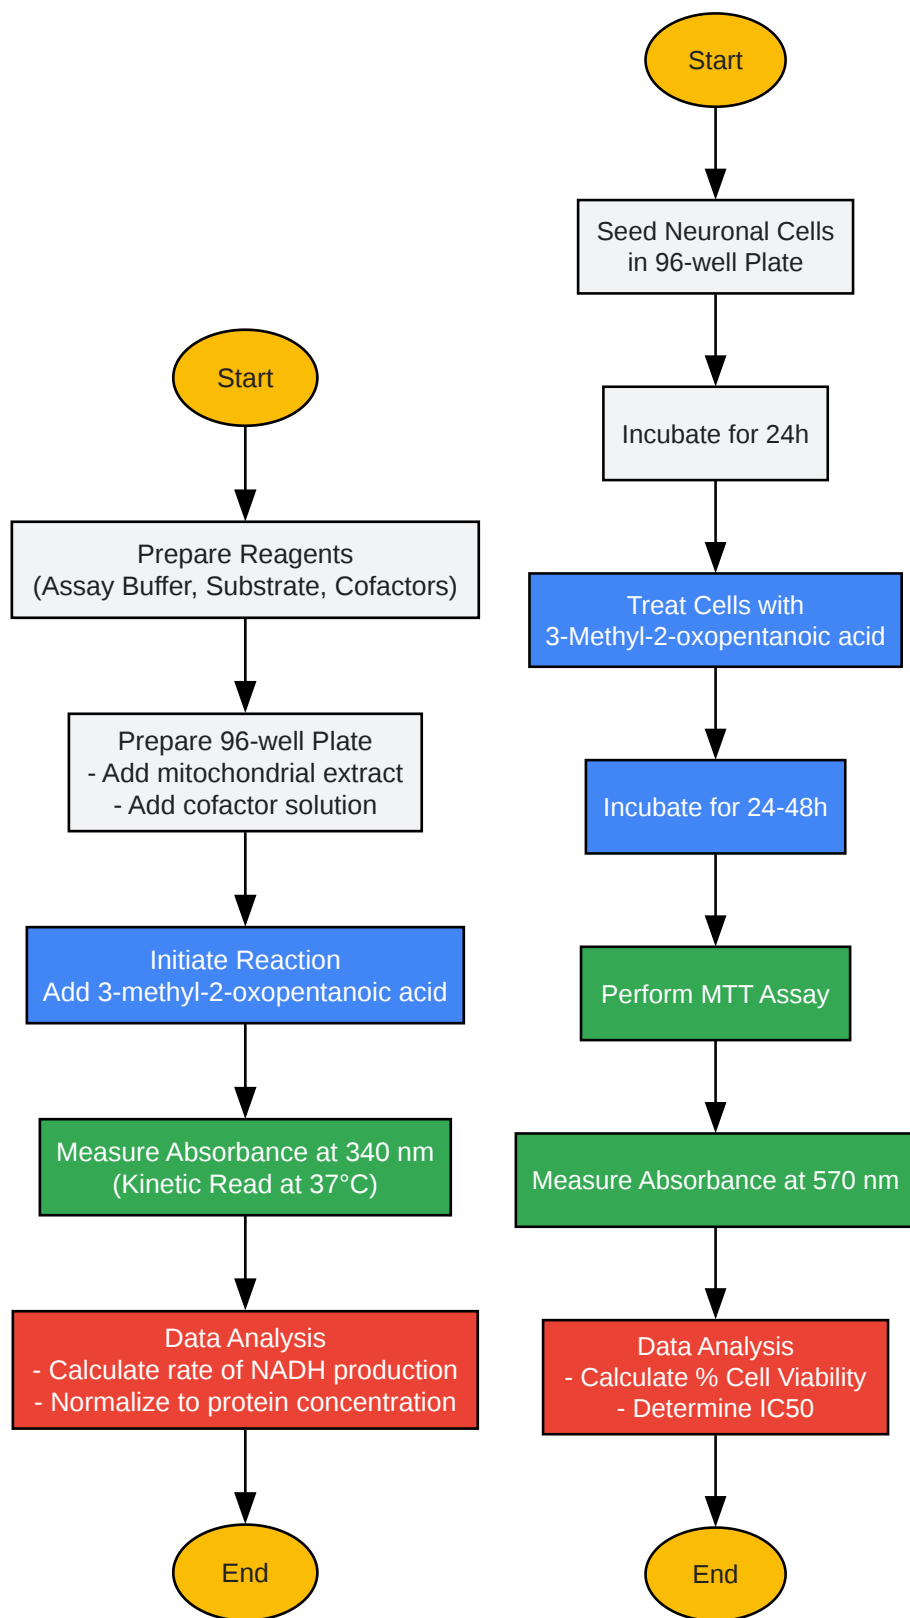 Start
Prepare Reagents
(Assay Buffer, Substrate, Cofactors)
Prepare 96-well Plate
- Add mitochondrial extract
- Add cofactor solution
Initiate Reaction
Add 3-methyl-2-oxopentanoic acid
Measure Absorbance at 340 nm
(Kinetic Read at 37°C)
Data Analysis
- Calculate rate of NADH production
- Normalize to protein concentration
End
Start
Seed Neuronal Cells
in 96-well Plate
Incubate for 24h
Treat Cells with
3-Methyl-2-oxopentanoic acid
Incubate for 24-48h
Perform MTT Assay
Measure Absorbance at 570 nm
Data Analysis
- Calculate % Cell Viability
- Determine IC50
End